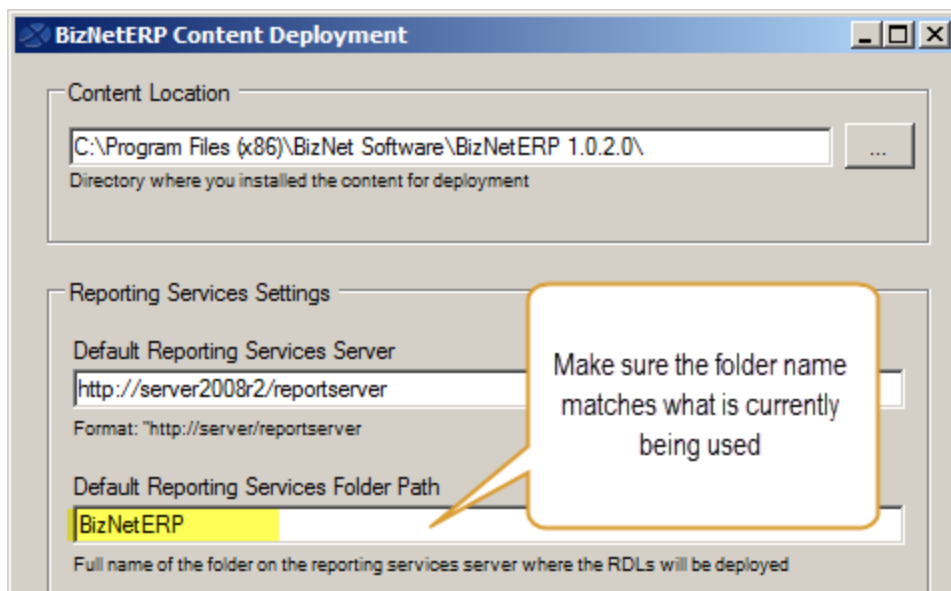 BizNetERP Content Deployment
Content Location
C:\Program Files (x86)\BizNet Software\BizNetERP 1.0.2.0\
...
Directory where you installed the content for deployment
Reporting Services Settings
Default Reporting Services Server
http://server2008r2/reportserver
Format: "http://server/reportserver
Make sure the folder name
matches what is currently
being used
Default Reporting Services Folder Path
BizNetERP
Full name of the folder on the reporting services server where the RDLs will be deployed